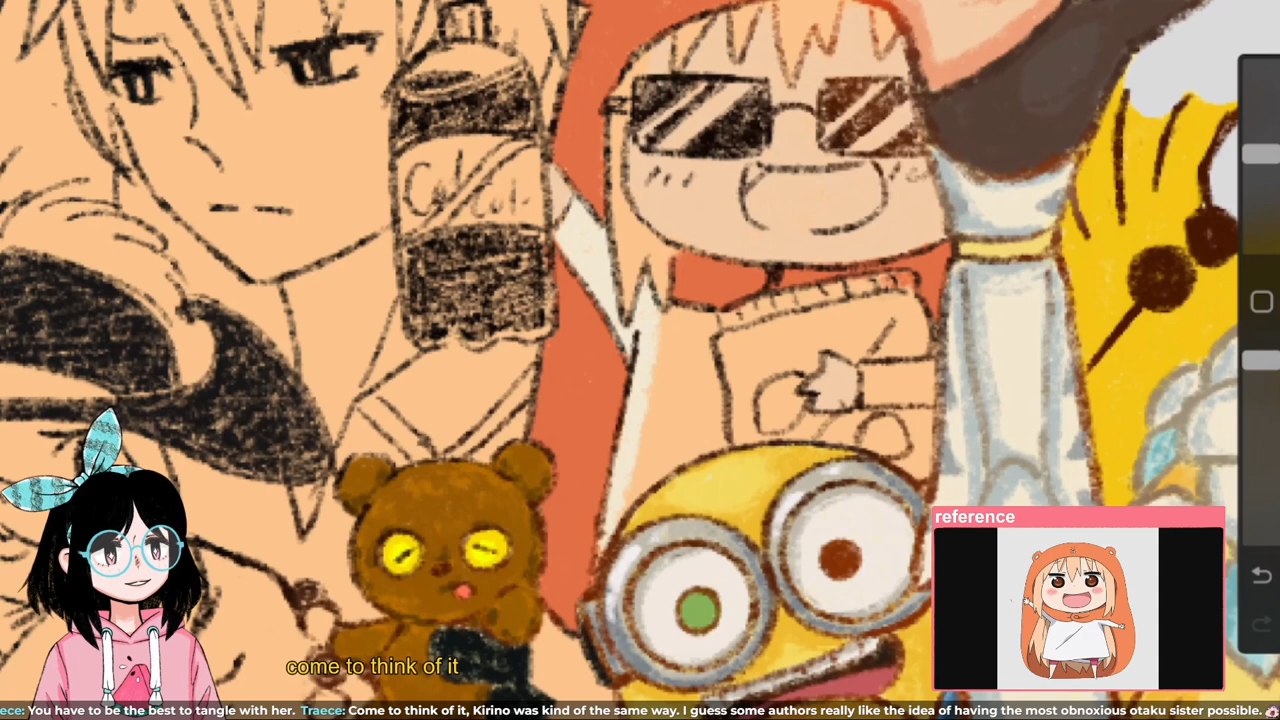 reference
come to think of it
ece: You have to be the best to tangle with her. Traece: Come to think of it, Kirino was kind of the same way. I guess some authors really like the idea of having the most obnoxious otaku sister possible.